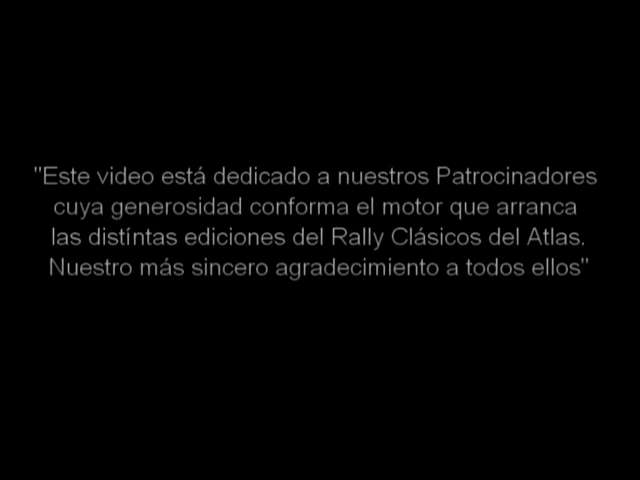 "Este video está dedicado a nuestros Patrocinadores
cuya generosidad conforma el motor que arranca
las distíntas ediciones del Rally Clásicos del Atlas.
Nuestro más sincero agradecimiento a todos ellos"